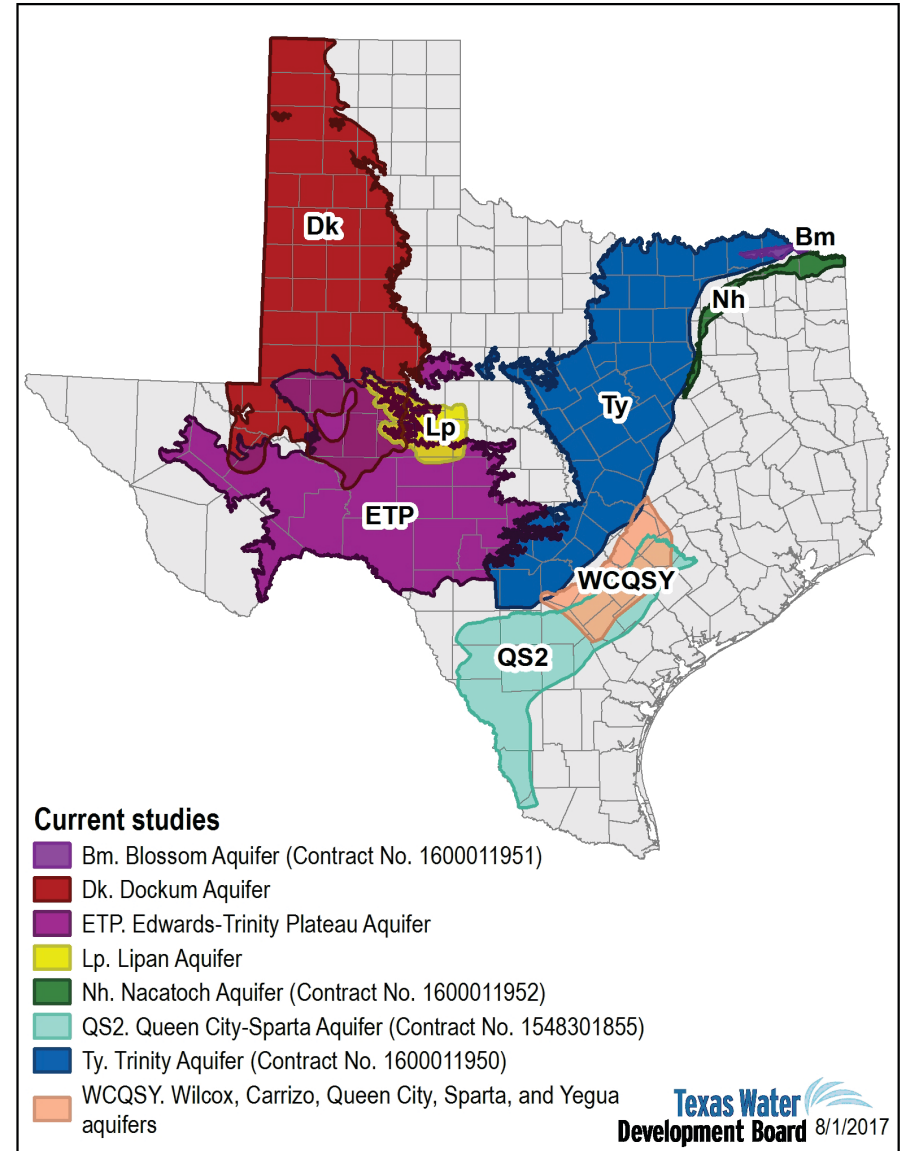 Dk
Bm
Nh
Ty
Lp
ETP
WCQSY
QS2
Current studies
Bm. Blossom Aquifer (Contract No. 1600011951)
Dk. Dockum Aquifer
ETP. Edwards-Trinity Plateau Aquifer
Lp. Lipan Aquifer
Nh. Nacatoch Aquifer (Contract No. 1600011952)
QS2. Queen City-Sparta Aquifer (Contract No. 1548301855)
Ty. Trinity Aquifer (Contract No. 1600011950)
WCQSY. Wilcox, Carrizo, Queen City, Sparta, and Yegua
aquifers
Texas Water
Development Board 8/1/2017